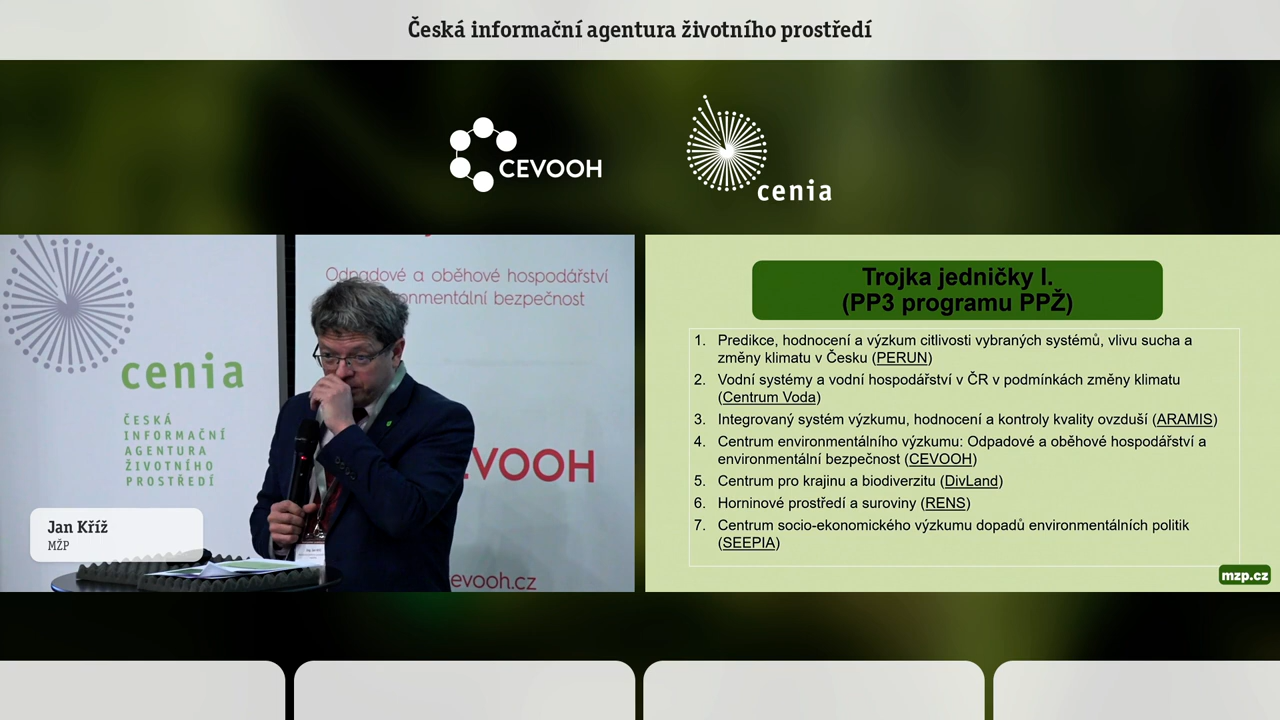 Česká informační agentura životního prostředí
CEVOOH
cenia
cenia
ČESKÁ
INFORMAČNÍ
AGENTURA
ŽIVOTNÍHO
PROSTŘEDÍ
Odpadové a oběhové hospodářství
environmentální bezpečnost
EVOOH
evooh.cz
Jan Kříž
MŽP
Trojka jedničky I.
(PP3 programu PPŽ)
1. Predikce, hodnocení a výzkum citlivosti vybraných systémů, vlivu sucha a
změny klimatu v Česku (PERUN)
2. Vodní systémy a vodní hospodářství v ČR v podmínkách změny klimatu
(Centrum Voda)
3. Integrovaný systém výzkumu, hodnocení a kontroly kvality ovzduší (ARAMIS)
4. Centrum environmentálního výzkumu: Odpadové a oběhové hospodářství a
environmentální bezpečnost (CEVOOH)
5. Centrum pro krajinu a biodiverzitu (DivLand)
6. Horninové prostředí a suroviny (RENS)
7. Centrum socio-ekonomického výzkumu dopadů environmentálních politik
(SEEPIA)
mzp.cz